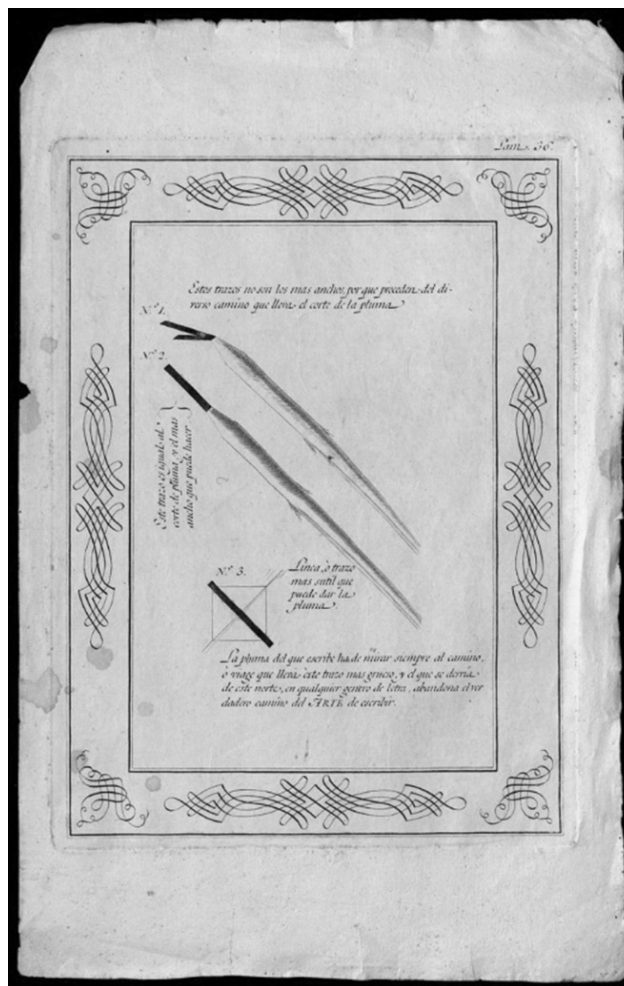 Lam. 36.
Estos trazos no son los mas anchos, por que proceden del di-
verso camino que lleva el corte de la pluma
N.º 1.
N.º 2.
Este trazo es igual al
corte de pluma, y el mas
ancho que puede hacer
N.º 3.
Linea, ò trazo
mas sutil que
puede dar la
pluma.
La pluma del que escribe ha de mirar siempre al camino,
ò viage que lleva este trazo mas grueso, y el que se desvia
de este norte, en qualquier genero de letra, abandona el ver
dadero camino del ARTE de escribir.